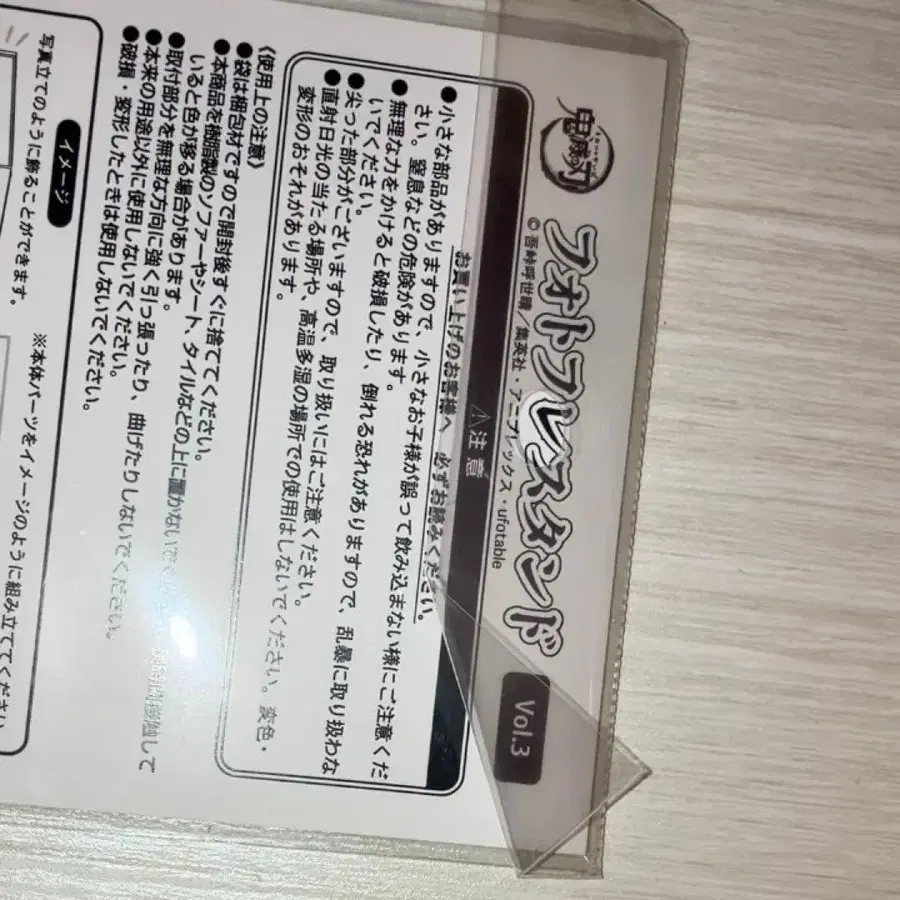 鬼滅の刃
フォトフレスタンド
Vol.3
©吾峠呼世晴／集英社・アニプレックス・ufotable
⚠注意
お買い上げのお客様へ 必ずお読みください。
●小さな部品がありますので、小さなお子様が誤って飲み込まない様にご注意くだ
さい。窒息などの危険があります。
●無理な力をかけると破損したり、倒れる恐れがありますので、乱暴に取り扱わな
いでください。
●尖った部分がございますので、取り扱いにはご注意ください。
●直射日光の当たる場所や、高温多湿の場所での使用はしないでください。変色・
変形のおそれがあります。
《使用上の注意》
●袋は梱包材ですので開封後すぐに捨ててください。
●本商品を樹脂製のソファーやシート、タイルなどの上に置かないでください。長時間接触して
いると色が移る場合があります。
●取付部分を無理な方向に強く引っ張ったり、曲げたりしないでください。
●本来の用途以外に使用しないでください。
●破損・変形したときは使用しないでください。
イメージ
写真立てのように飾ることができます。
※本体パーツをイメージのように組み立ててください